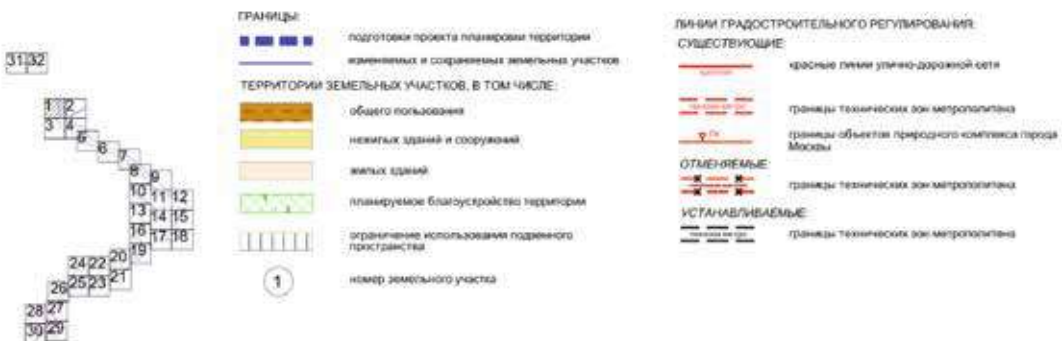 31 32
1 2
3 4
5
6
7
8
9
10 11 12
13 14 15
16 17 18
19
20
24 22
25 23 21
26
28 27
30 29
ГРАНИЦЫ:
подготовки проекта планировки территории
изменяемых и сохраняемых земельных участков
ТЕРРИТОРИИ ЗЕМЕЛЬНЫХ УЧАСТКОВ, В ТОМ ЧИСЛЕ:
общего пользования
нежилых зданий и сооружений
жилых зданий
планируемое благоустройство территории
ограничение использования подземного
пространства
1
номер земельного участка
ЛИНИИ ГРАДОСТРОИТЕЛЬНОГО РЕГУЛИРОВАНИЯ:
СУЩЕСТВУЮЩИЕ:
красные линии улично-дорожной сети
границы технических зон метрополитена
границы объектов природного комплекса города
Москвы
ОТМЕНЯЕМЫЕ:
границы технических зон метрополитена
УСТАНАВЛИВАЕМЫЕ:
границы технических зон метрополитена